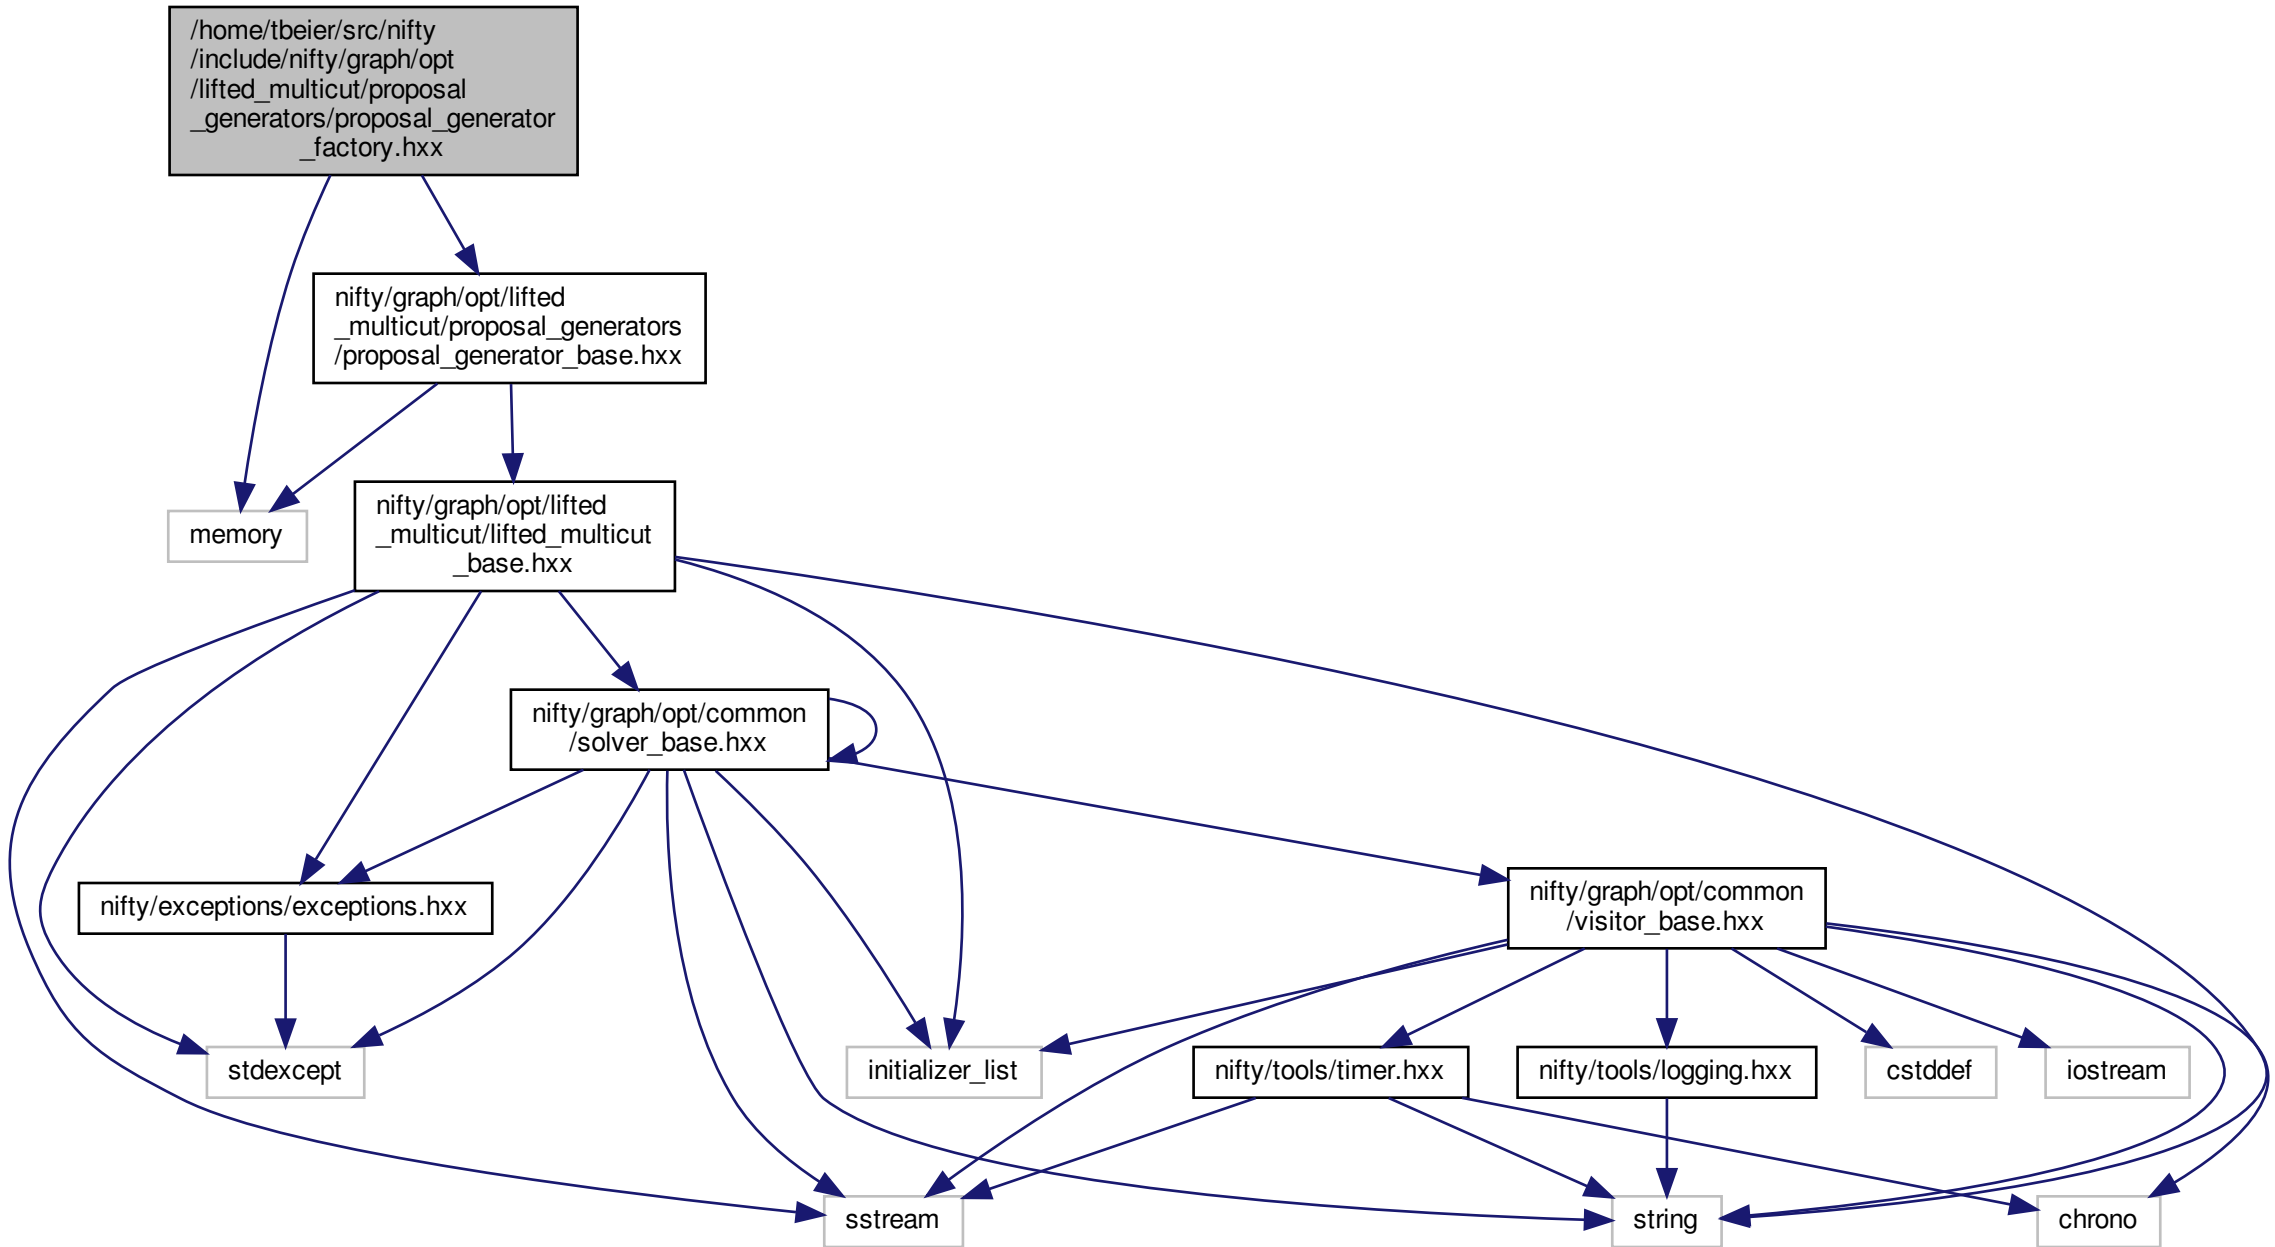 /home/tbeier/src/nifty
/include/nifty/graph/opt
/lifted_multicut/proposal
_generators/proposal_generator
_factory.hxx
nifty/graph/opt/lifted
_multicut/proposal_generators
/proposal_generator_base.hxx
memory
nifty/graph/opt/lifted
_multicut/lifted_multicut
_base.hxx
nifty/graph/opt/common
/solver_base.hxx
nifty/exceptions/exceptions.hxx
nifty/graph/opt/common
/visitor_base.hxx
stdexcept
initializer_list
nifty/tools/timer.hxx
nifty/tools/logging.hxx
cstddef
iostream
sstream
string
chrono